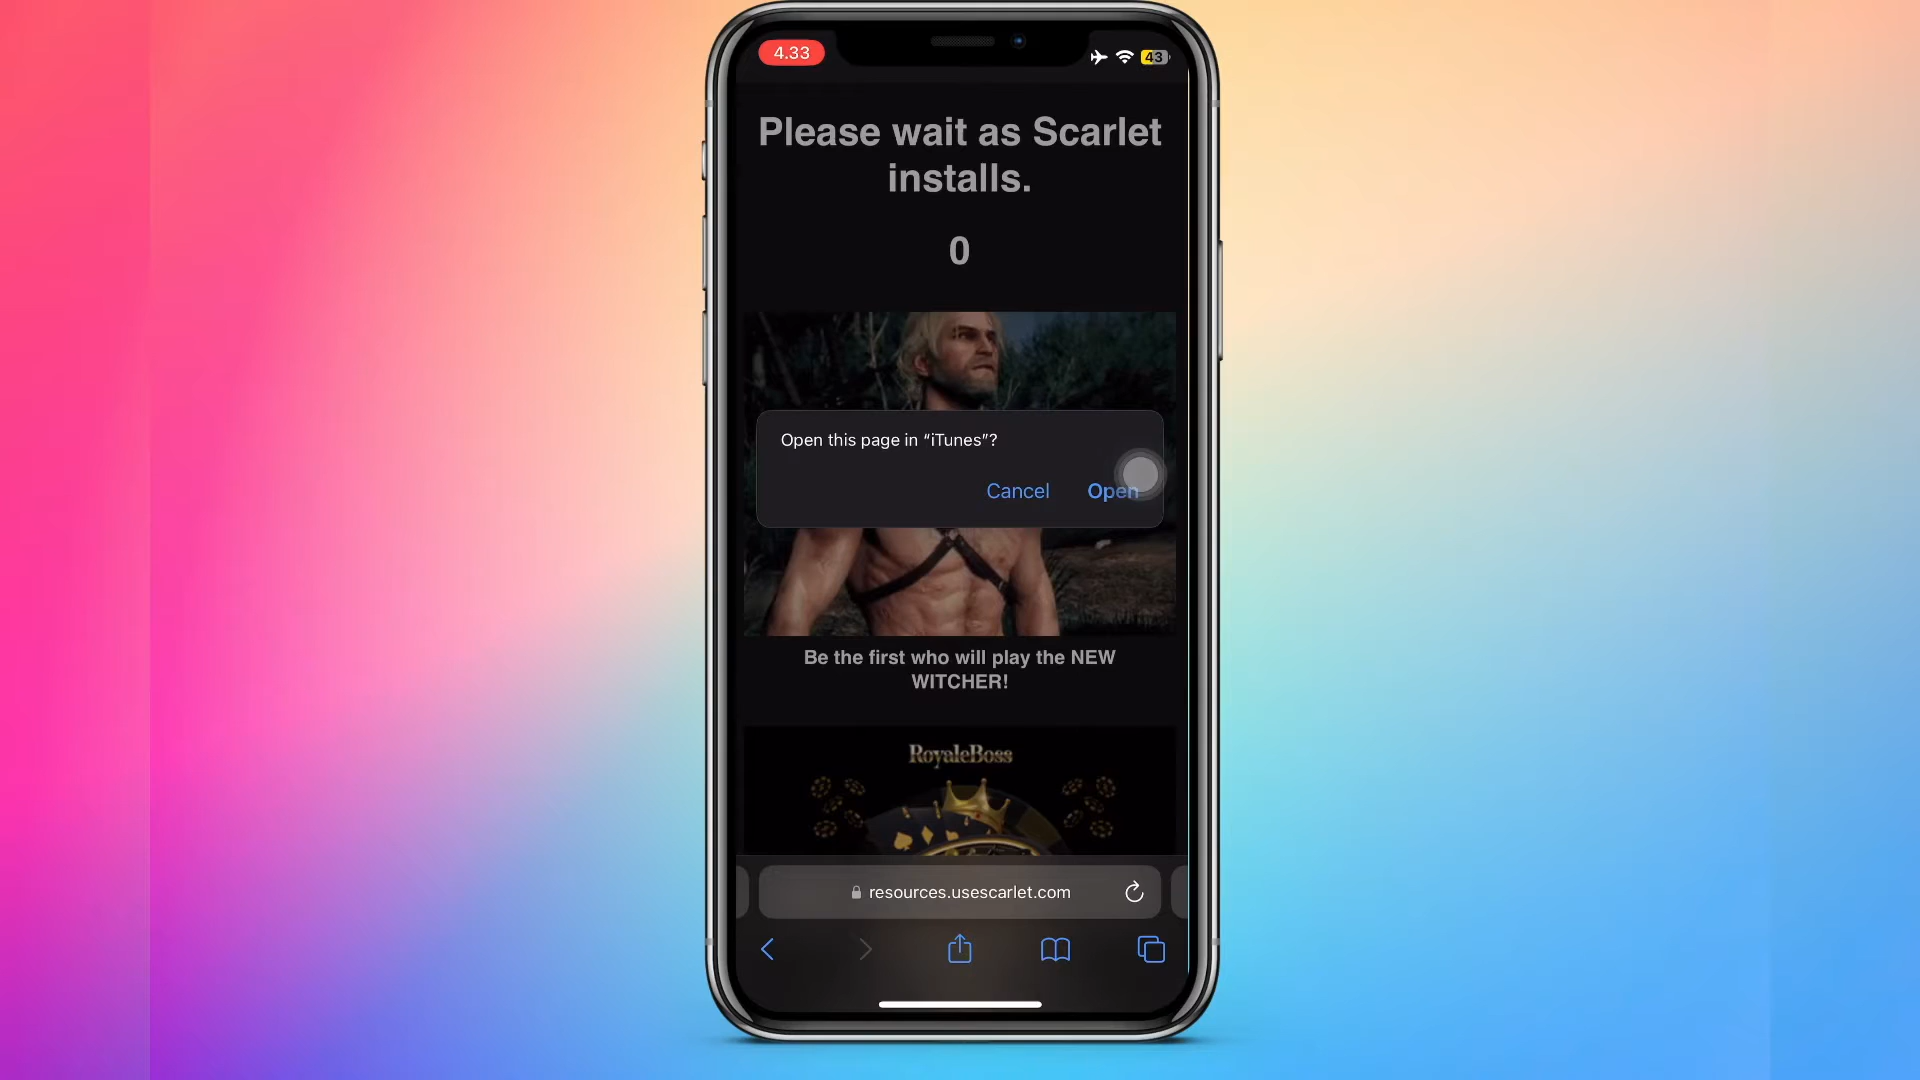 4.33
43
Please wait as Scarlet
installs.
0
Open this page in “iTunes”?
Cancel
Open
Be the first who will play the NEW
WITCHER!
RoyaleBoss
resources.usescarlet.com